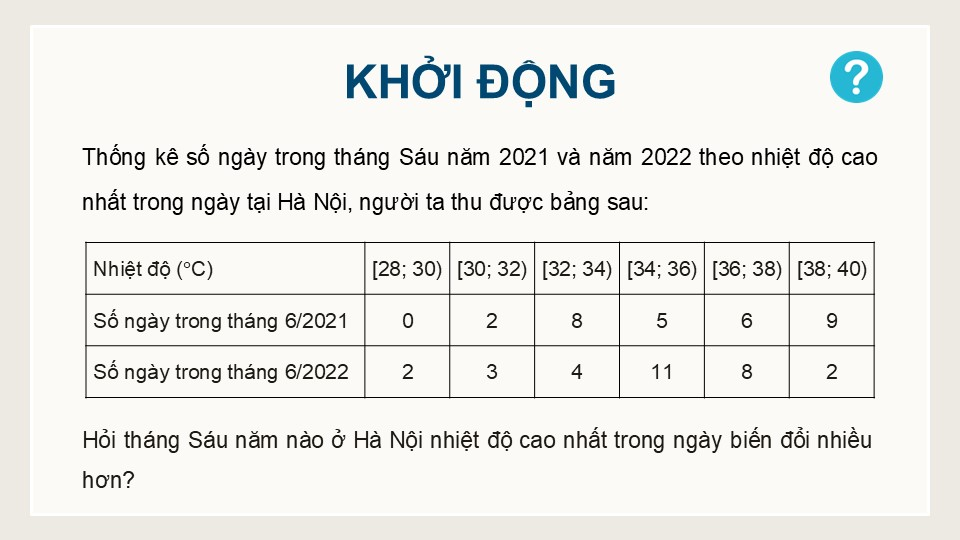 KHỞI ĐỘNG
?
Thống kê số ngày trong tháng Sáu năm 2021 và năm 2022 theo nhiệt độ cao
nhất trong ngày tại Hà Nội, người ta thu được bảng sau:
Nhiệt độ (°C) [28; 30) [30; 32) [32; 34) [34; 36) [36; 38) [38; 40)
Số ngày trong tháng 6/2021 0 2 8 5 6 9
Số ngày trong tháng 6/2022 2 3 4 11 8 2
Hỏi tháng Sáu năm nào ở Hà Nội nhiệt độ cao nhất trong ngày biến đổi nhiều
hơn?